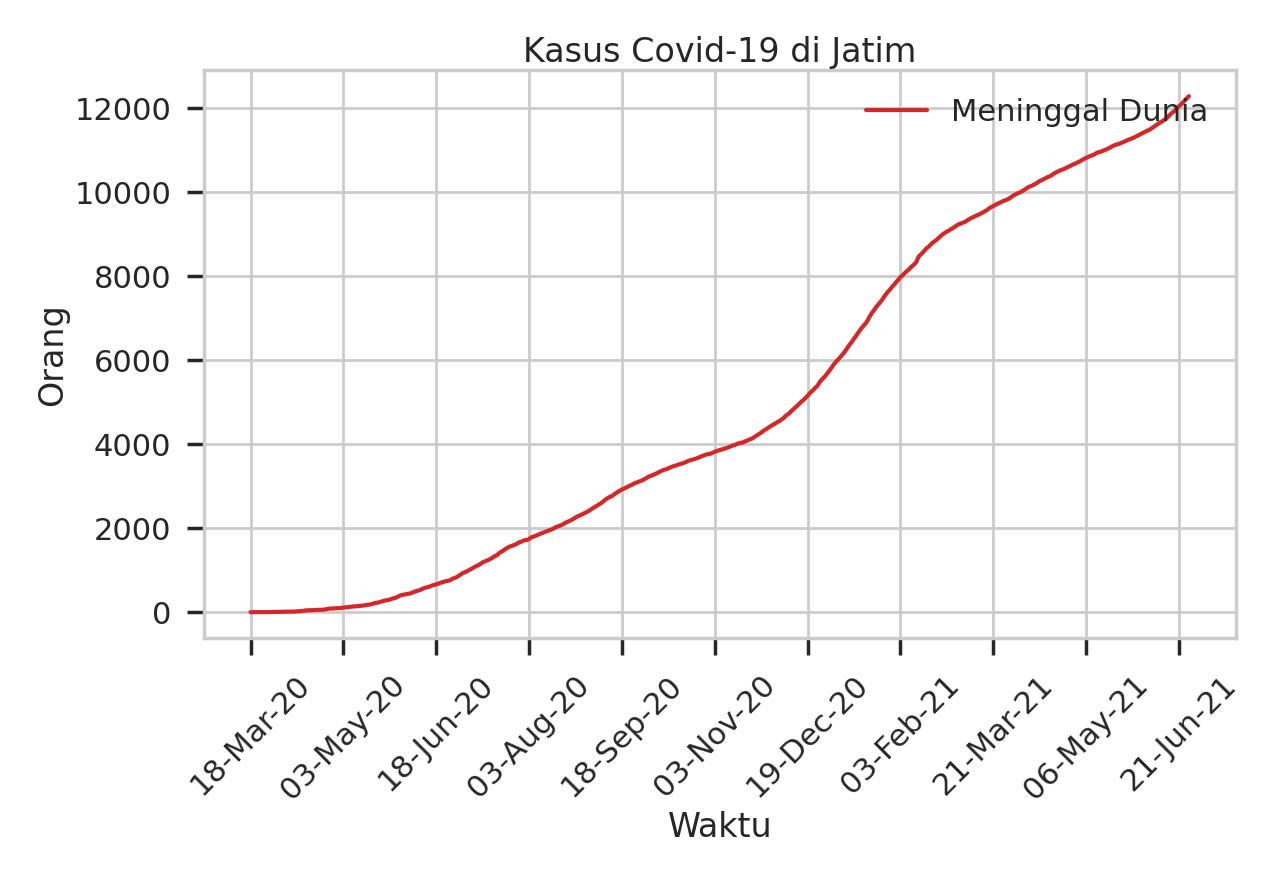 Kasus Covid-19 di Jatim
Meninggal Dunia
12000
10000
8000
6000
4000
2000
0
Orang
18-Mar-20
03-May-20
18-Jun-20
03-Aug-20
18-Sep-20
03-Nov-20
19-Dec-20
03-Feb-21
21-Mar-21
06-May-21
21-Jun-21
Waktu